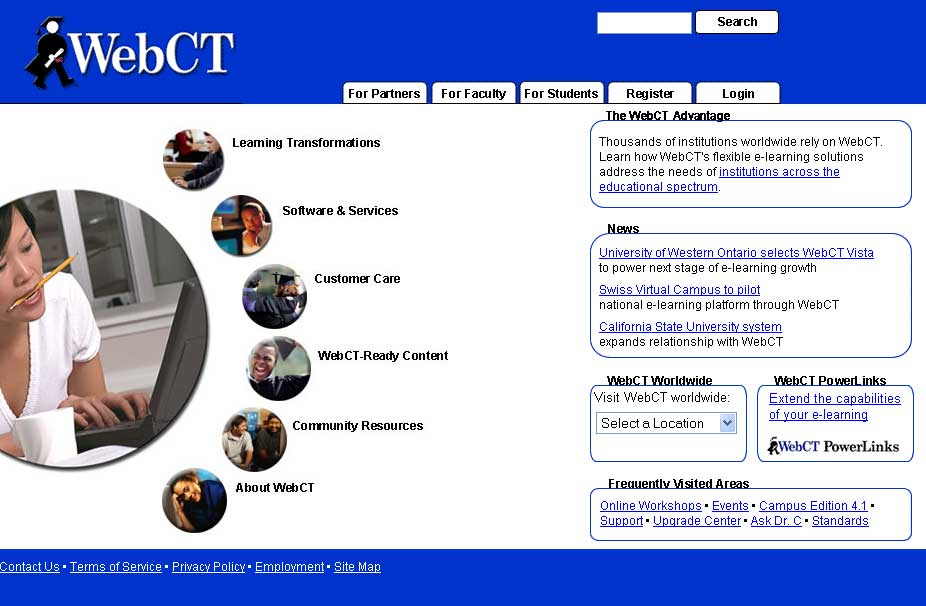 WebCT
Search
For Partners
For Faculty
For Students
Register
Login
Learning Transformations
Software & Services
Customer Care
WebCT-Ready Content
Community Resources
About WebCT
The WebCT Advantage
Thousands of institutions worldwide rely on WebCT.
Learn how WebCT's flexible e-learning solutions
address the needs of institutions across the
educational spectrum.
News
University of Western Ontario selects WebCT Vista
to power next stage of e-learning growth
Swiss Virtual Campus to pilot
national e-learning platform through WebCT
California State University system
expands relationship with WebCT
WebCT Worldwide
Visit WebCT worldwide:
Select a Location
WebCT PowerLinks
Extend the capabilities
of your e-learning
WebCT PowerLinks
Frequently Visited Areas
Online Workshops • Events • Campus Edition 4.1 •
Support • Upgrade Center • Ask Dr. C • Standards
Contact Us • Terms of Service • Privacy Policy • Employment • Site Map